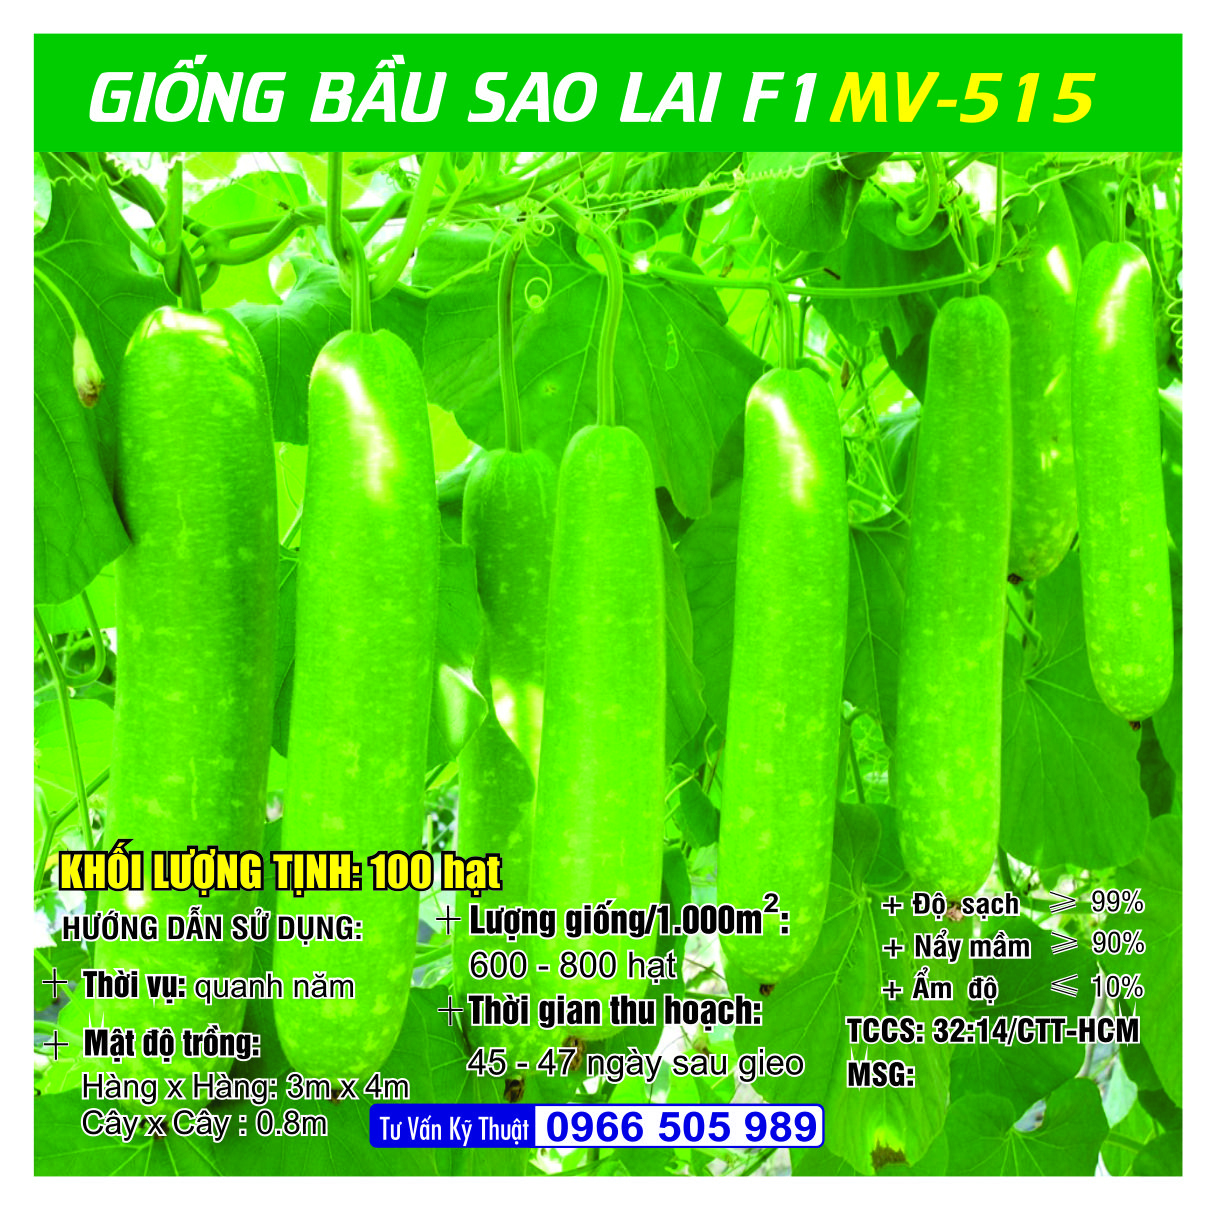 GIỐNG BẦU SAO LAI F1 MV-515
KHỐI LƯỢNG TỊNH: 100 hạt
HƯỚNG DẪN SỬ DỤNG:
+ Thời vụ: quanh năm
+ Mật độ trồng:
Hàng x Hàng: 3m x 4m
Cây x Cây : 0.8m
+ Lượng giống/1.000m²:
600 - 800 hạt
+ Thời gian thu hoạch:
45 - 47 ngày sau gieo
+ Độ sạch ⩾ 99%
+ Nẩy mầm ⩾ 90%
+ Ẩm độ ⩽ 10%
TCCS: 32:14/CTT-HCM
MSG:
Tư Vấn Kỹ Thuật 0966 505 989